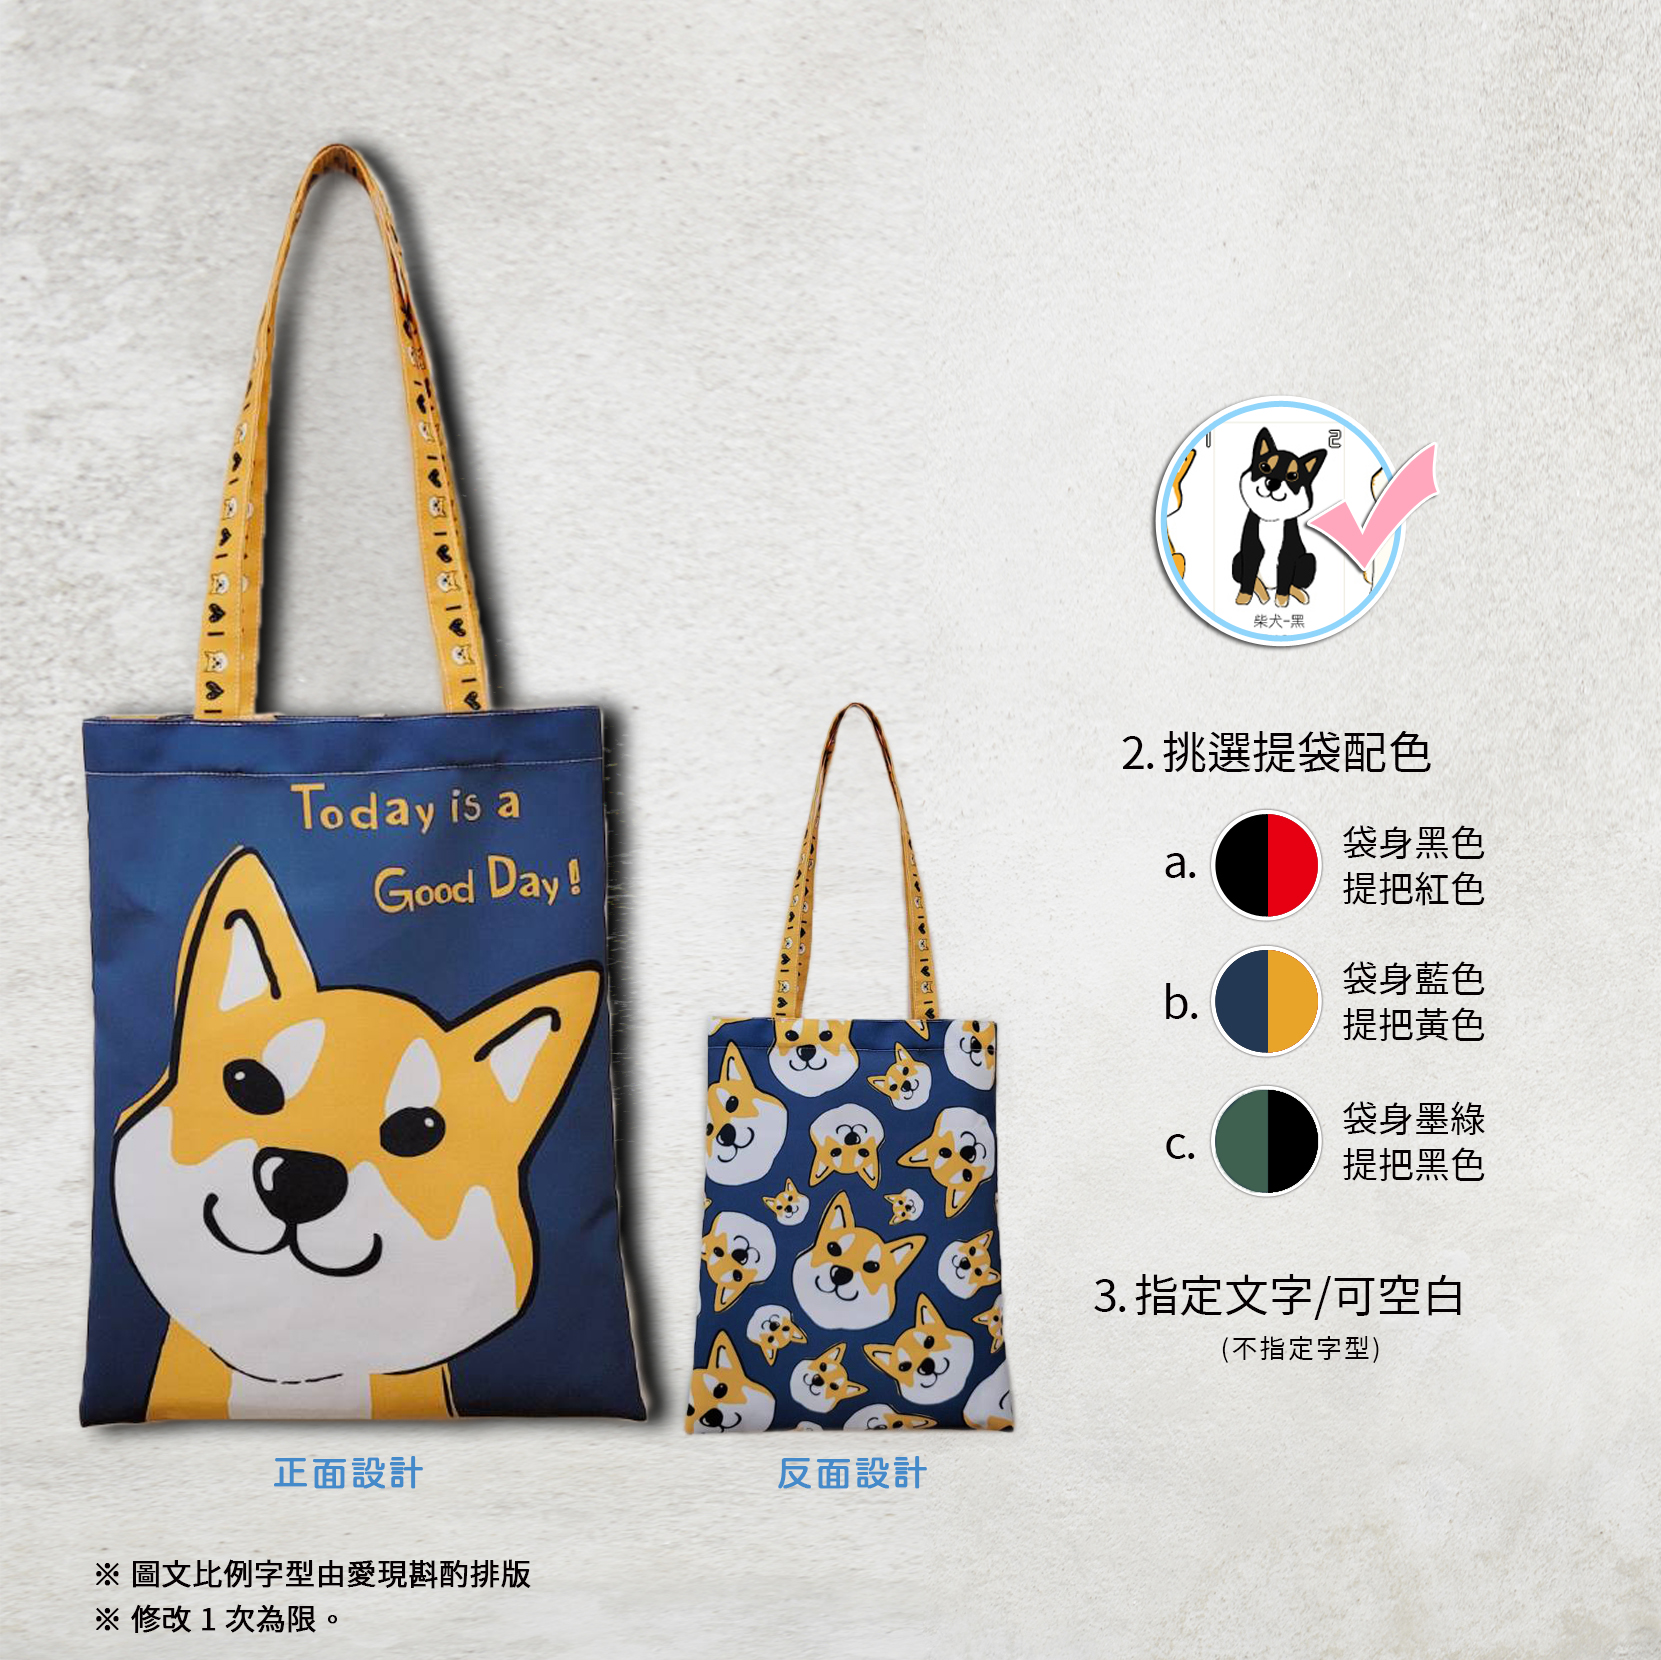 Today is a
Good Day!
1
2
柴犬-黑
2. 挑選提袋配色
a.
袋身黑色
提把紅色
b.
袋身藍色
提把黃色
c.
袋身墨綠
提把黑色
3. 指定文字/可空白
(不指定字型)
正面設計
反面設計
※ 圖文比例字型由愛現斟酌排版
※ 修改 1 次為限。